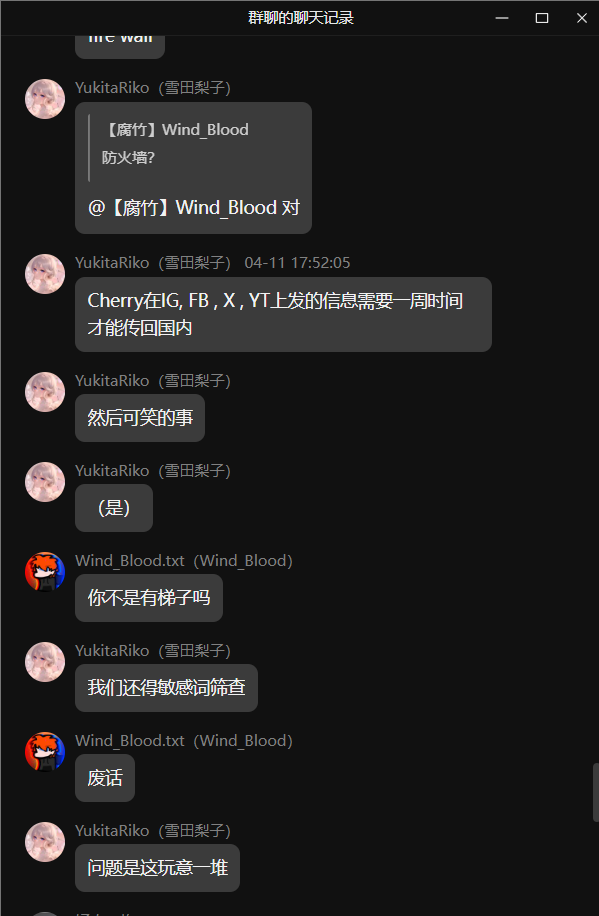 群聊的聊天记录
fire wall
YukitaRiko（雪田梨子）
【腐竹】Wind_Blood
防火墙?
@【腐竹】Wind_Blood 对
YukitaRiko（雪田梨子） 04-11 17:52:05
Cherry在IG, FB , X , YT上发的信息需要一周时间
才能传回国内
YukitaRiko（雪田梨子）
然后可笑的事
YukitaRiko（雪田梨子）
（是）
Wind_Blood.txt（Wind_Blood）
你不是有梯子吗
YukitaRiko（雪田梨子）
我们还得敏感词筛查
Wind_Blood.txt（Wind_Blood）
废话
YukitaRiko（雪田梨子）
问题是这玩意一堆